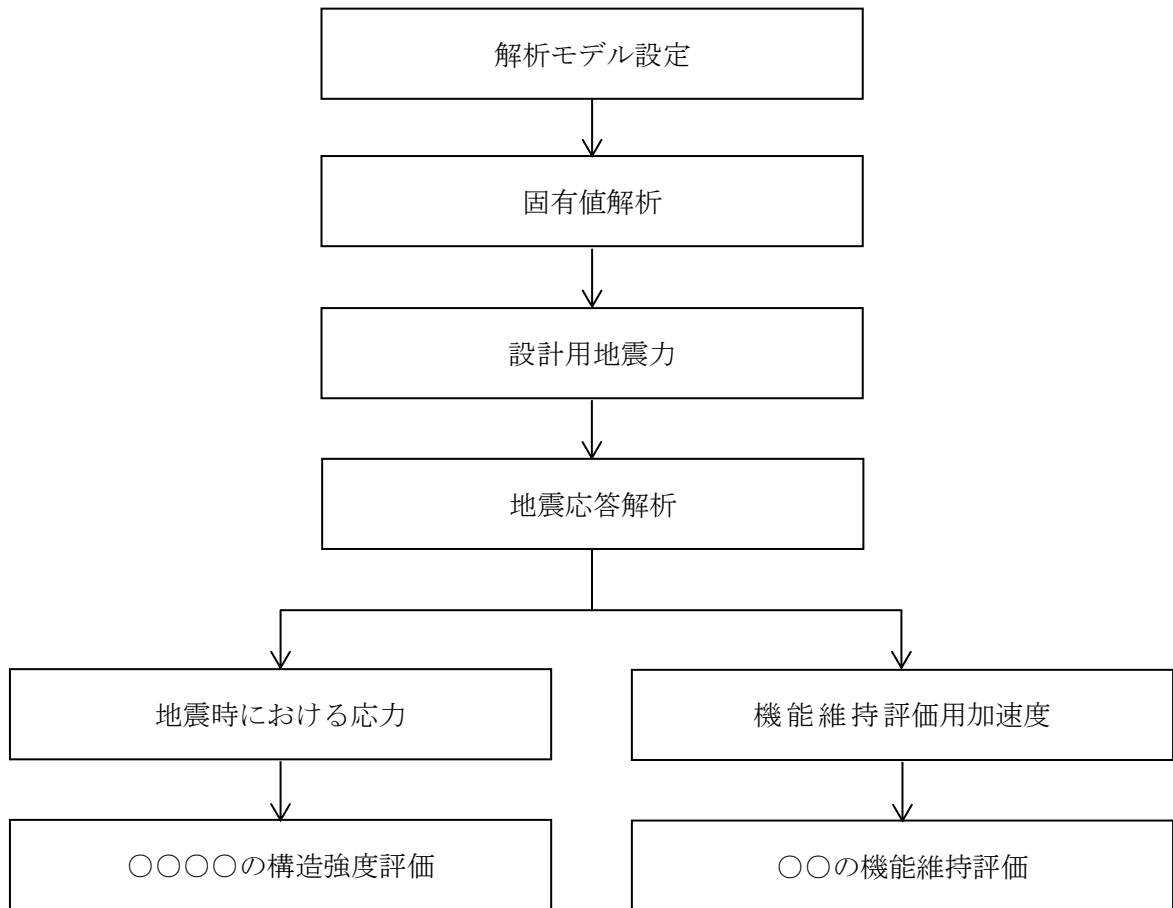 解析モデル設定
固有値解析
設計用地震力
地震応答解析
地震時における応力
機能維持評価用加速度
○○○○の構造強度評価
○○の機能維持評価